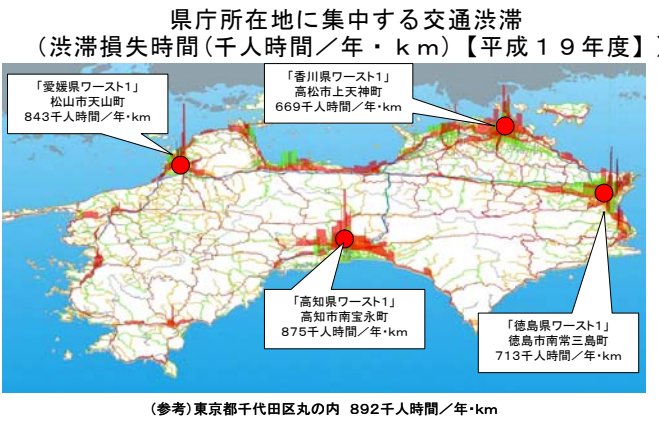 県庁所在地に集中する交通渋滞
(渋滞損失時間(千人時間／年・ｋｍ)【平成１９年度】)
「愛媛県ワースト1」
松山市天山町
843千人時間／年･km
「香川県ワースト1」
高松市上天神町
669千人時間／年･km
「高知県ワースト1」
高知市南宝永町
875千人時間／年･km
「徳島県ワースト1」
徳島市南常三島町
713千人時間／年･km
(参考)東京都千代田区丸の内 892千人時間／年･km